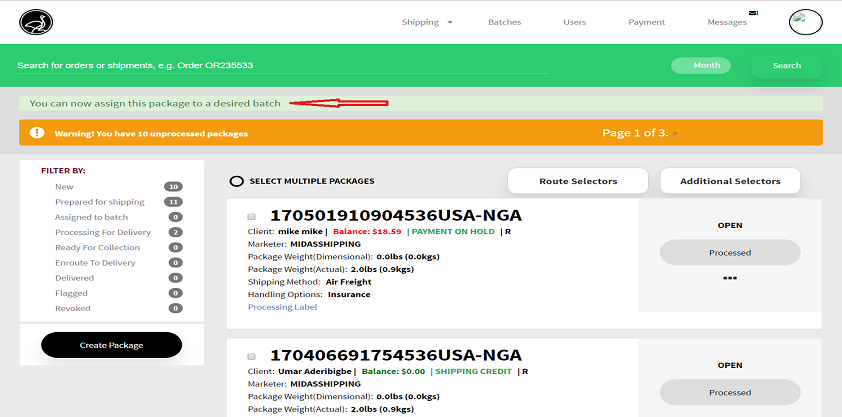 Shipping Batches Users Payment Messages 1
Search for orders or shipments, e.g. Order OR235533 Month Search
You can now assign this package to a desired batch
! Warning! You have 10 unprocessed packages Page 1 of 3. »
FILTER BY:
New 10
Prepared for shipping 11
Assigned to batch 0
Processing For Delivery 2
Ready For Collection 0
Enroute To Delivery 0
Delivered 0
Flagged 0
Revoked 0
Create Package
SELECT MULTIPLE PACKAGES Route Selectors Additional Selectors
170501910904536USA-NGA
Client: mike mike | Balance: $18.59 | PAYMENT ON HOLD | R
Marketer: MIDASSHIPPING
Package Weight(Dimensional): 0.0lbs (0.0kgs)
Package Weight(Actual): 2.0lbs (0.9kgs)
Shipping Method: Air Freight
Handling Options: Insurance
Processing Label
OPEN
Processed
170406691754536USA-NGA
Client: Umar Aderibigbe | Balance: $0.00 | SHIPPING CREDIT | R
Marketer: MIDASSHIPPING
Package Weight(Dimensional): 0.0lbs (0.0kgs)
Package Weight(Actual): 2.0lbs (0.9kgs)
OPEN
Processed